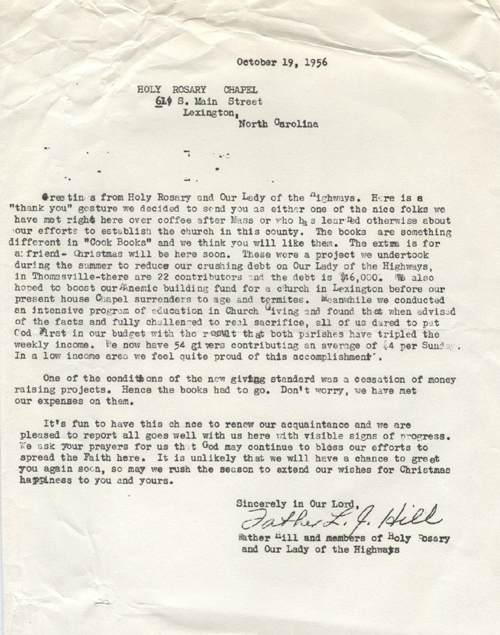 October 19, 1956
HOLY ROSARY CHAPEL
619 S. Main Street
Lexington,
North Carolina
Greetings from Holy Rosary and Our Lady of the Highways. Here is a
"thank you" gesture we decided to send you as either one of the nice folks we
have met right here over coffee after Mass or who has learned otherwise about
our efforts to establish the church in this county. The books are something
different in "Cook Books" and we think you will like them. The extra is for
a friend- Christmas will be here soon. These were a project we undertook
during the summer to reduce our crushing debt on Our Lady of the Highways,
in Thomasville-there are 22 contributors and the debt is $46,000. We also
hoped to boost our Anemic building fund for a church in Lexington before our
present house Chapel surrenders to age and termites. Meanwhile we conducted
an intensive program of education in Church Giving and found that when advised
of the facts and fully challenged to real sacrifice, all of us dared to put
God first in our budget with the result that both parishes have tripled the
weekly income. We now have 54 givers contributing an average of $4 per Sunday.
In a low income area we feel quite proud of this accomplishment.
One of the conditions of the new giving standard was a cessation of money
raising projects. Hence the books had to go. Don't worry, we have met
our expenses on them.
It's fun to have this chance to renew our acquaintance and we are
pleased to report all goes well with us here with visible signs of progress.
We ask your prayers for us that God may continue to bless our efforts to
spread the Faith here. It is unlikely that we will have a chance to greet
you again soon, so may we rush the season to extend our wishes for Christmas
happiness to you and yours.
Sincerely in Our Lord,
Father L. J. Hill
Father Hill and members of Holy Rosary
and Our Lady of the Highways